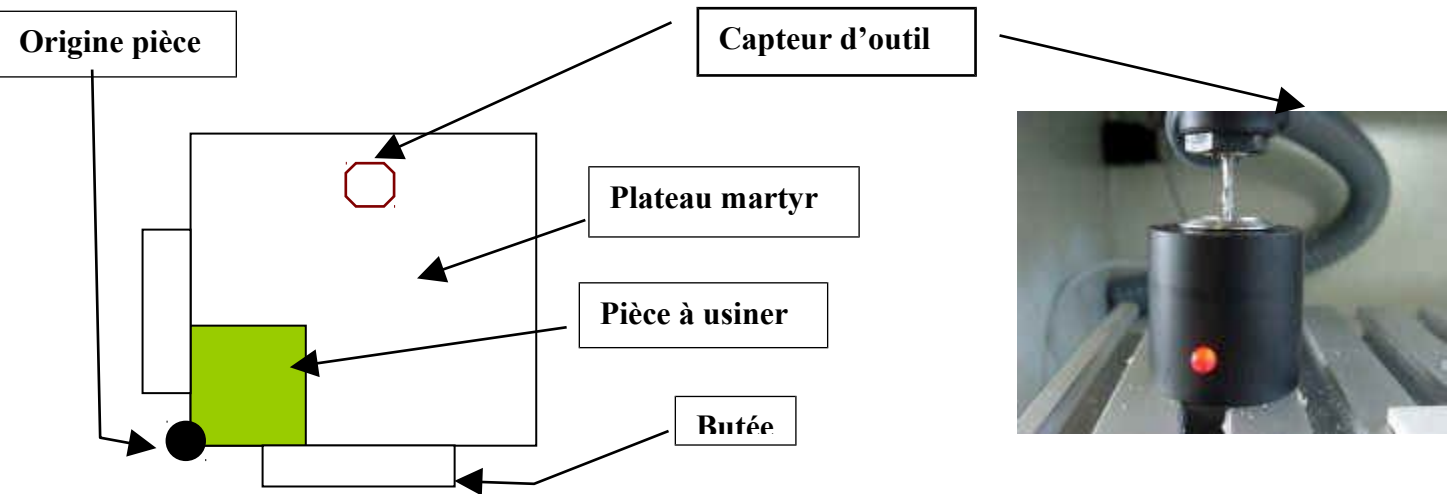 Origine pièce
Capteur d’outil
Plateau martyr
Pièce à usiner
Butée